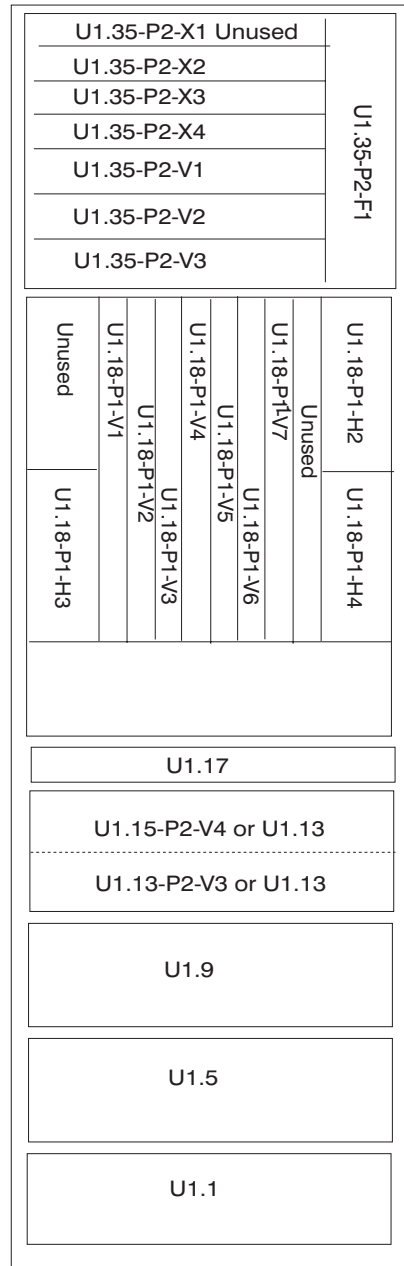 U1.35-P2-X1 Unused
U1.35-P2-X2
U1.35-P2-X3
U1.35-P2-X4
U1.35-P2-V1
U1.35-P2-V2
U1.35-P2-V3
U1.35-P2-F1
Unused
U1.18-P1-H3
U1.18-P1-V1
U1.18-P1-V2
U1.18-P1-V3
U1.18-P1-V4
U1.18-P1-V5
U1.18-P1-V6
U1.18-P1-V7
Unused
U1.18-P1-H2
U1.18-P1-H4
U1.17
U1.15-P2-V4 or U1.13
U1.13-P2-V3 or U1.13
U1.9
U1.5
U1.1